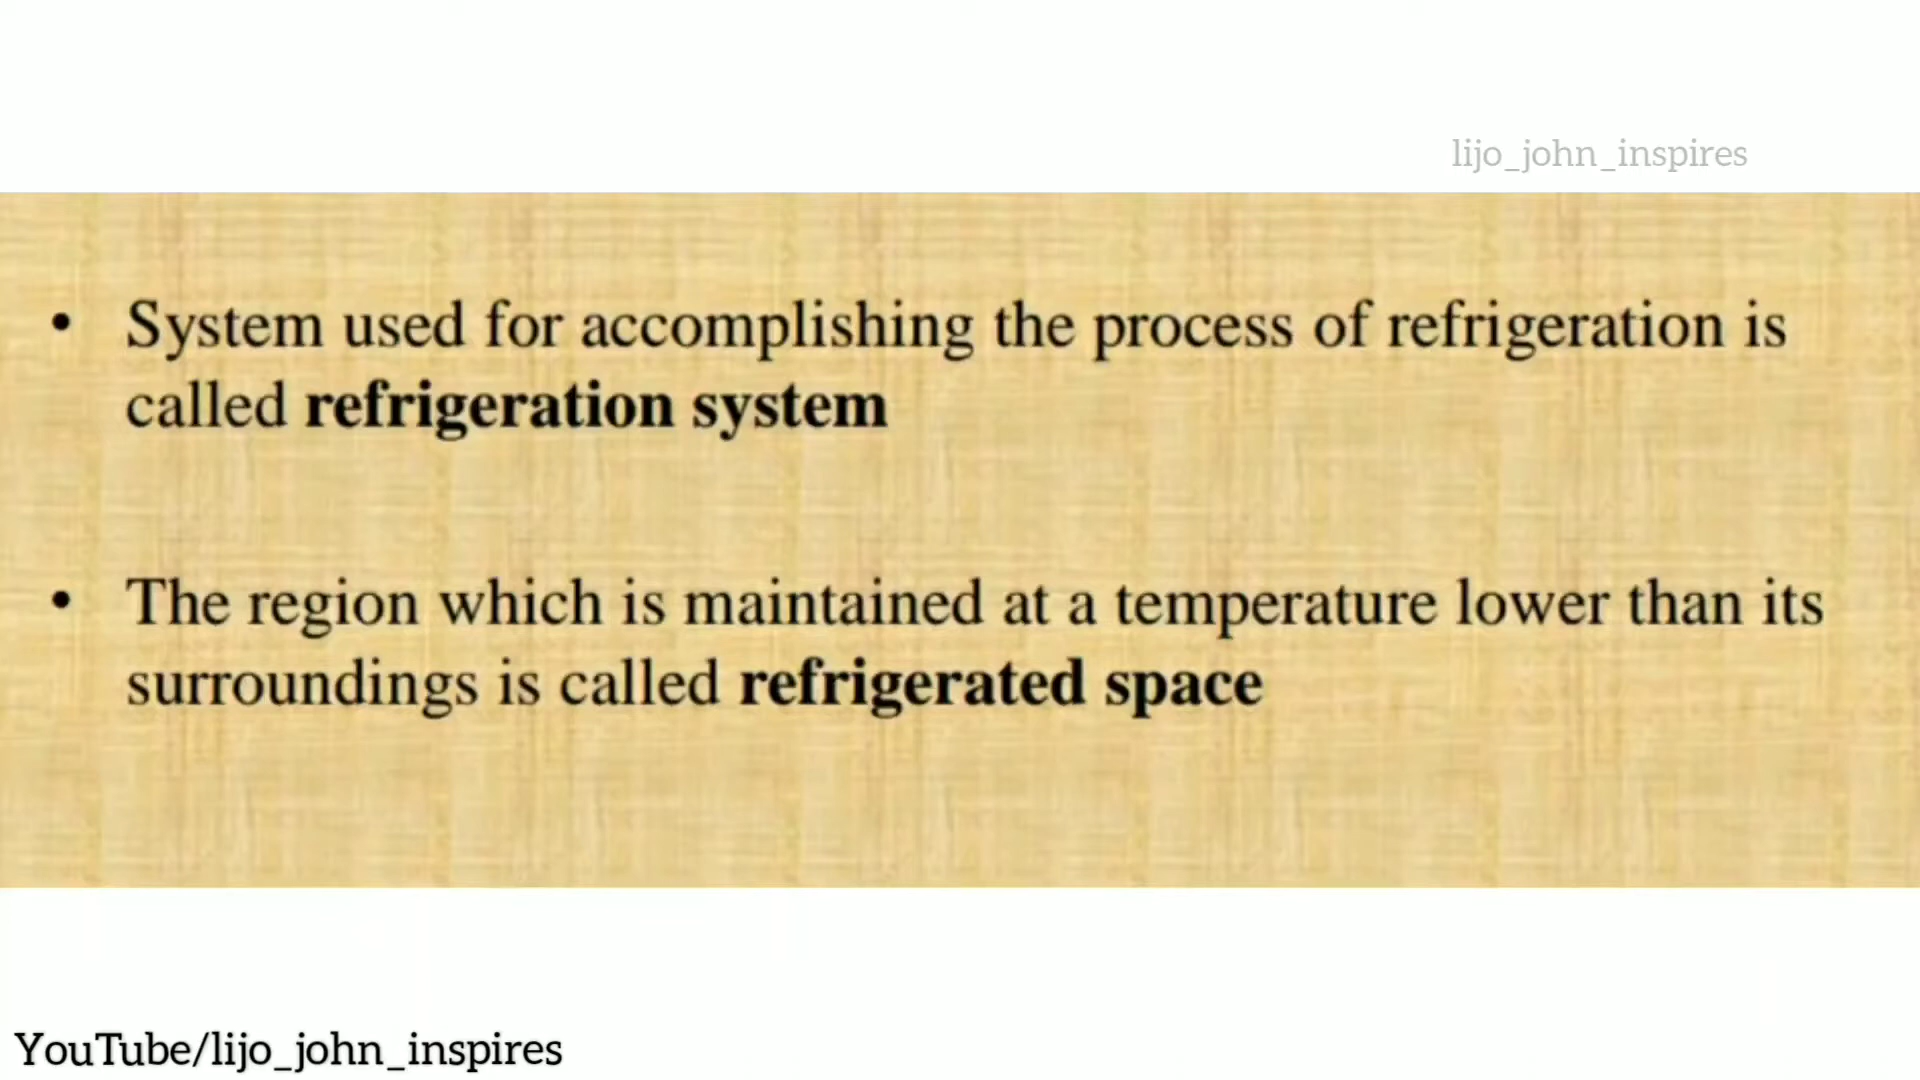 lijo_john_inspires
• System used for accomplishing the process of refrigeration is
called refrigeration system
• The region which is maintained at a temperature lower than its
surroundings is called refrigerated space
YouTube/lijo_john_inspires